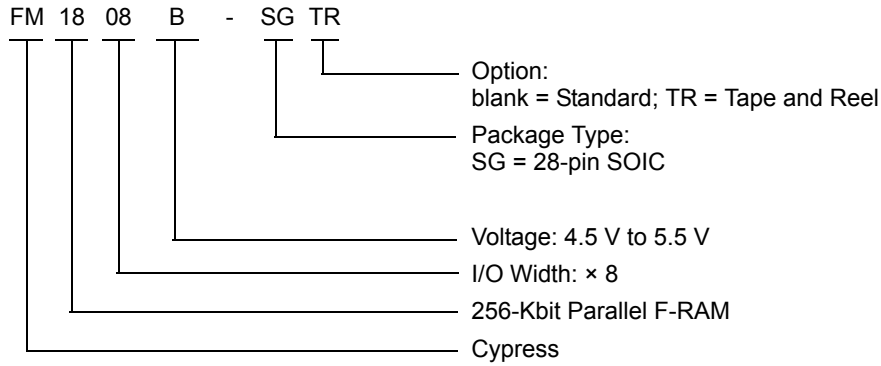 FM 18 08 B - SG TR
Option:
blank = Standard; TR = Tape and Reel
Package Type:
SG = 28-pin SOIC
Voltage: 4.5 V to 5.5 V
I/O Width: × 8
256-Kbit Parallel F-RAM
Cypress